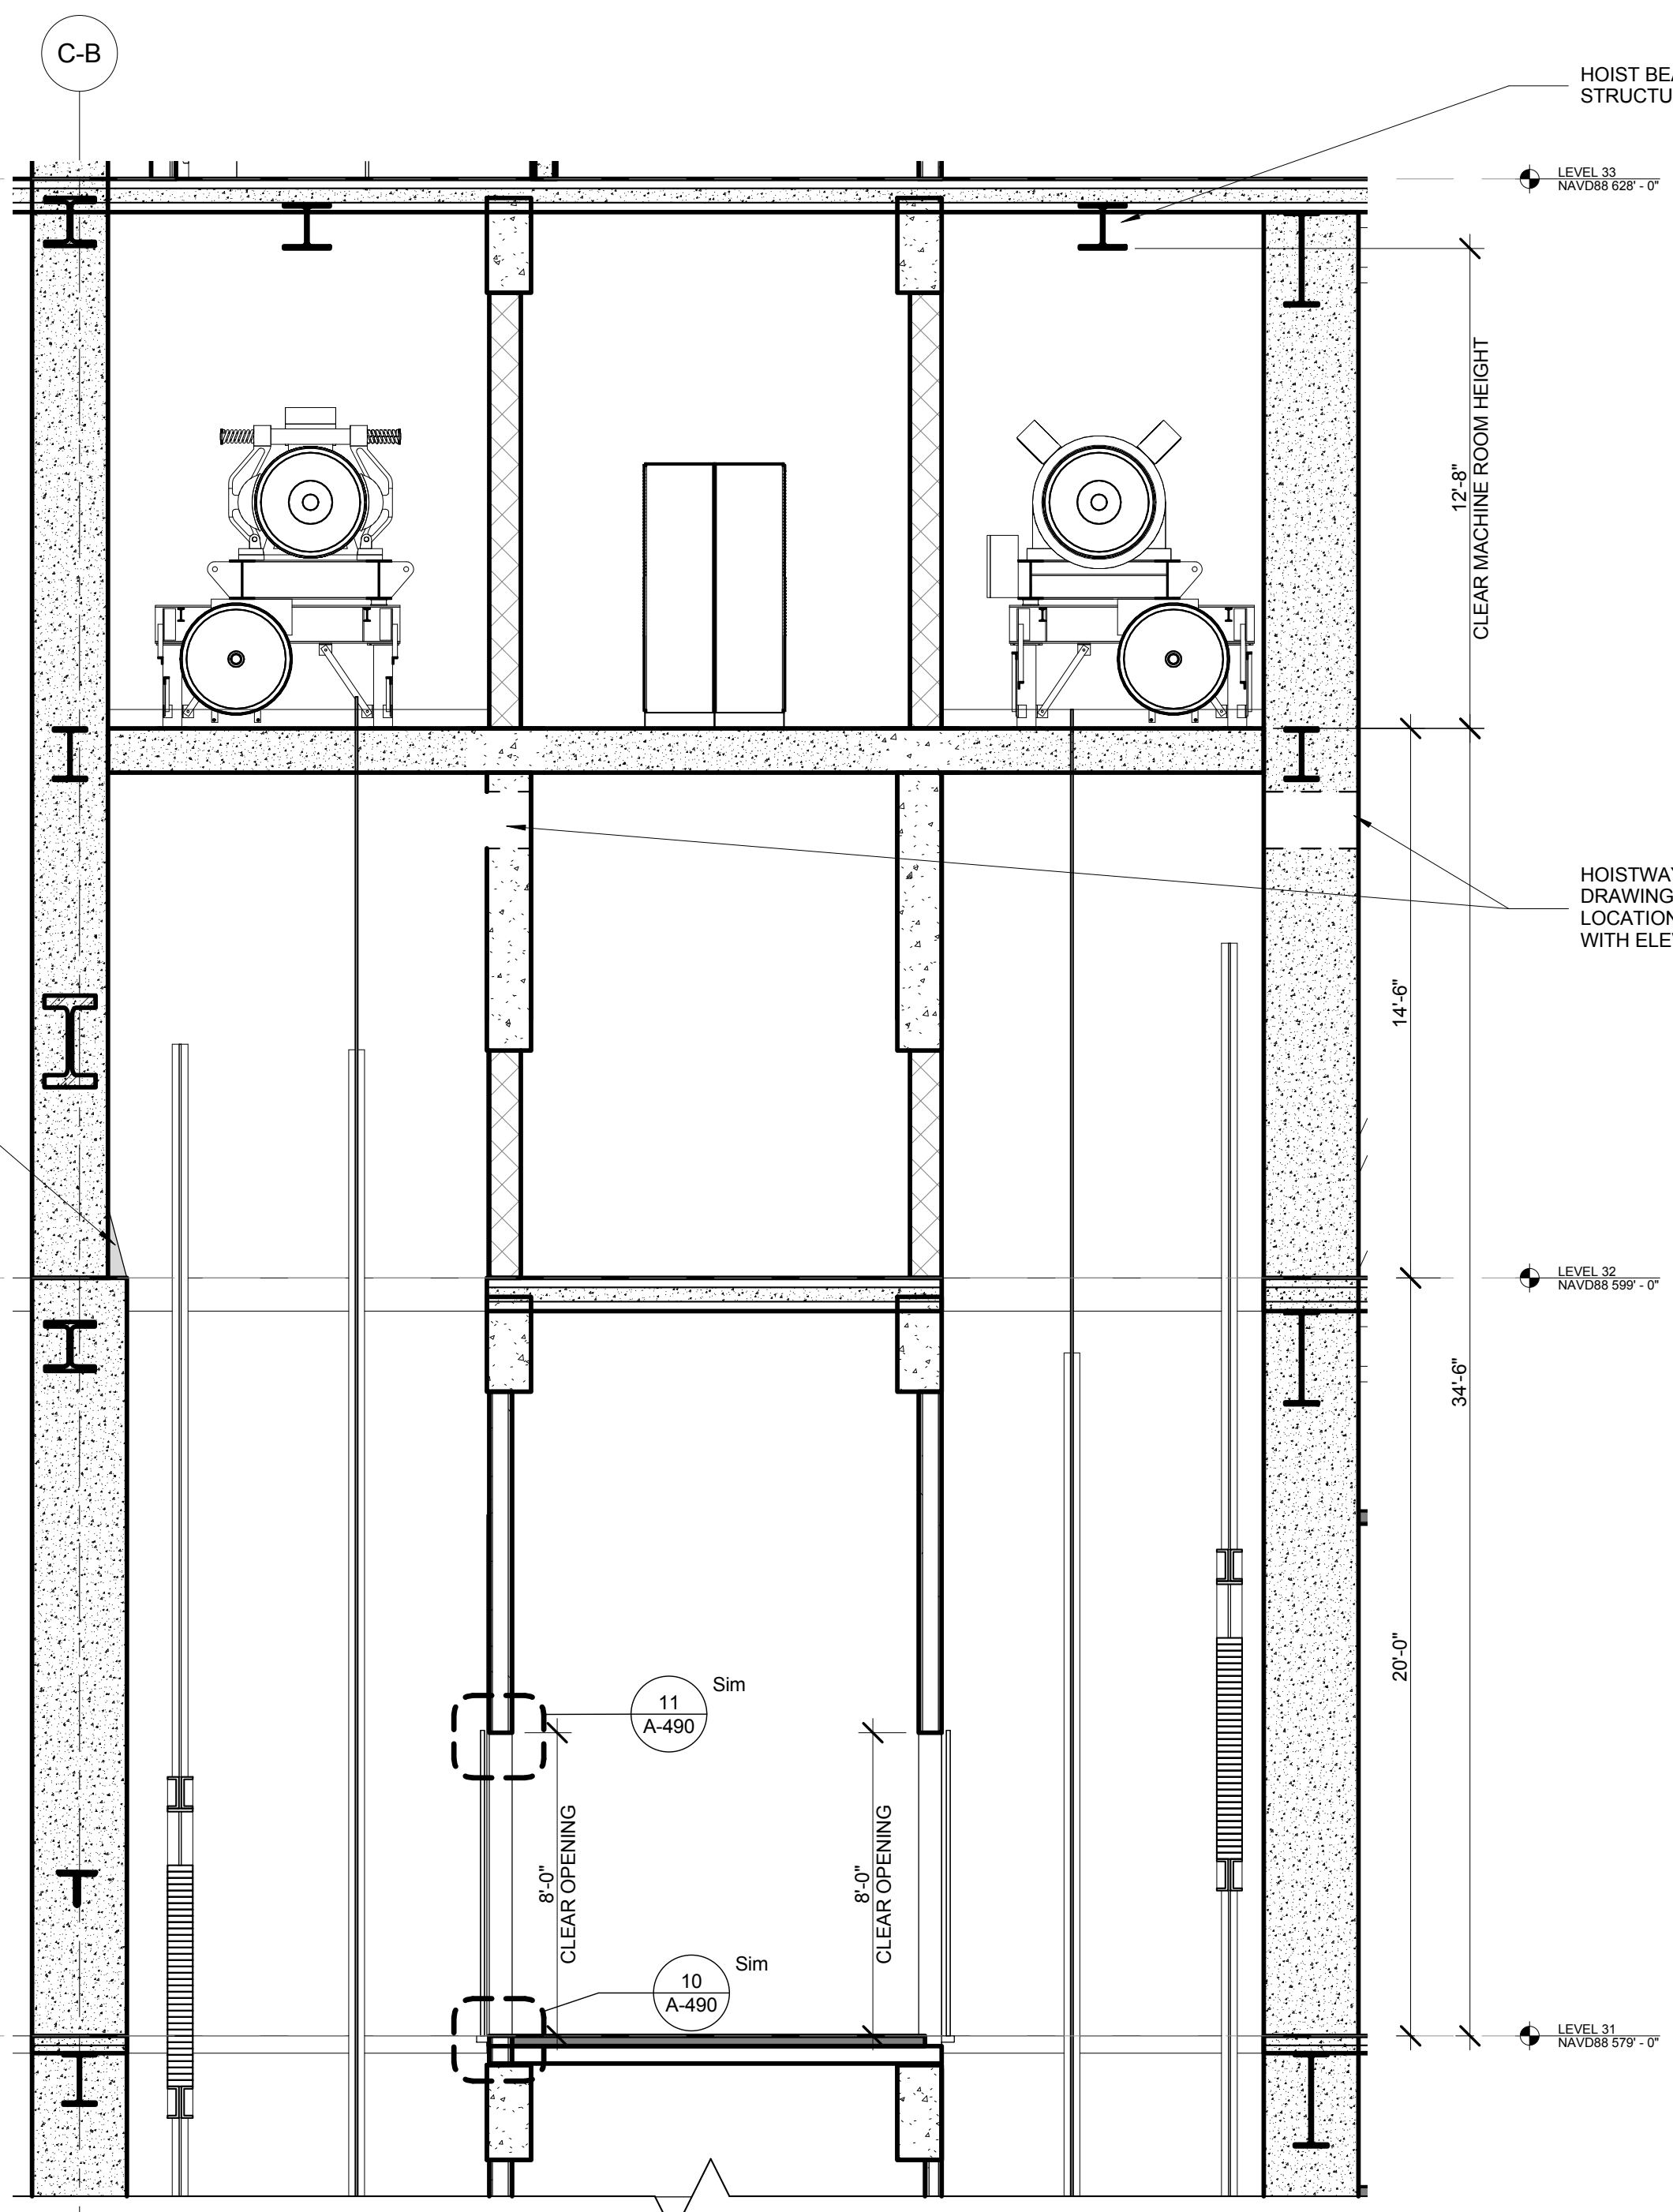 C-B
HOIST BEA
STRUCTU
LEVEL 33
NAVD88 628' - 0"
12'-8"
CLEAR MACHINE ROOM HEIGHT
HOISTWAY
DRAWING
LOCATION
WITH ELE
14'-6"
LEVEL 32
NAVD88 599' - 0"
34'-6"
20'-0"
11
A-490
Sim
8'-0"
CLEAR OPENING
8'-0"
CLEAR OPENING
10
A-490
Sim
LEVEL 31
NAVD88 579' - 0"